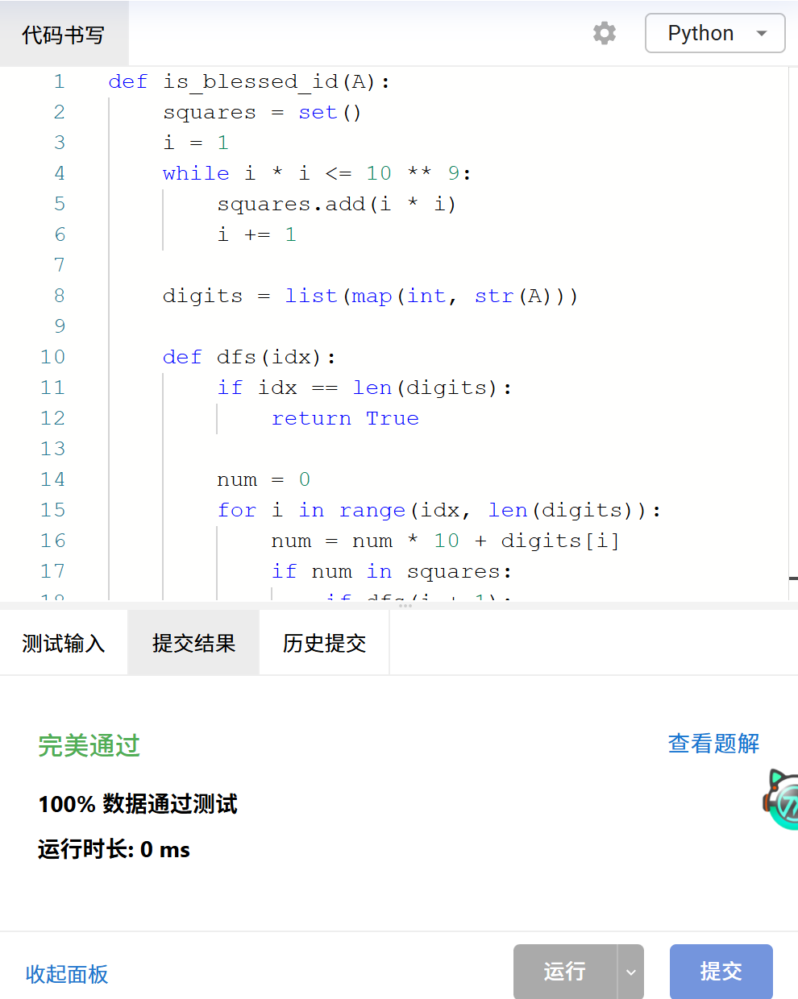 代码书写
Python
1 def is_blessed_id(A):
2 squares = set()
3 i = 1
4 while i * i <= 10 ** 9:
5 squares.add(i * i)
6 i += 1
7
8 digits = list(map(int, str(A)))
9
10 def dfs(idx):
11 if idx == len(digits):
12 return True
13
14 num = 0
15 for i in range(idx, len(digits)):
16 num = num * 10 + digits[i]
17 if num in squares:
18 if dfs(i + 1):
测试输入 提交结果 历史提交
完美通过
查看题解
100% 数据通过测试
运行时长: 0 ms
收起面板
运行
提交